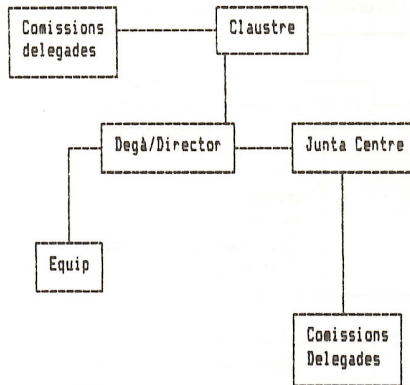 Comissions
delegades
Claustre
Degà/Director
Junta Centre
Equip
Comissions
Delegades